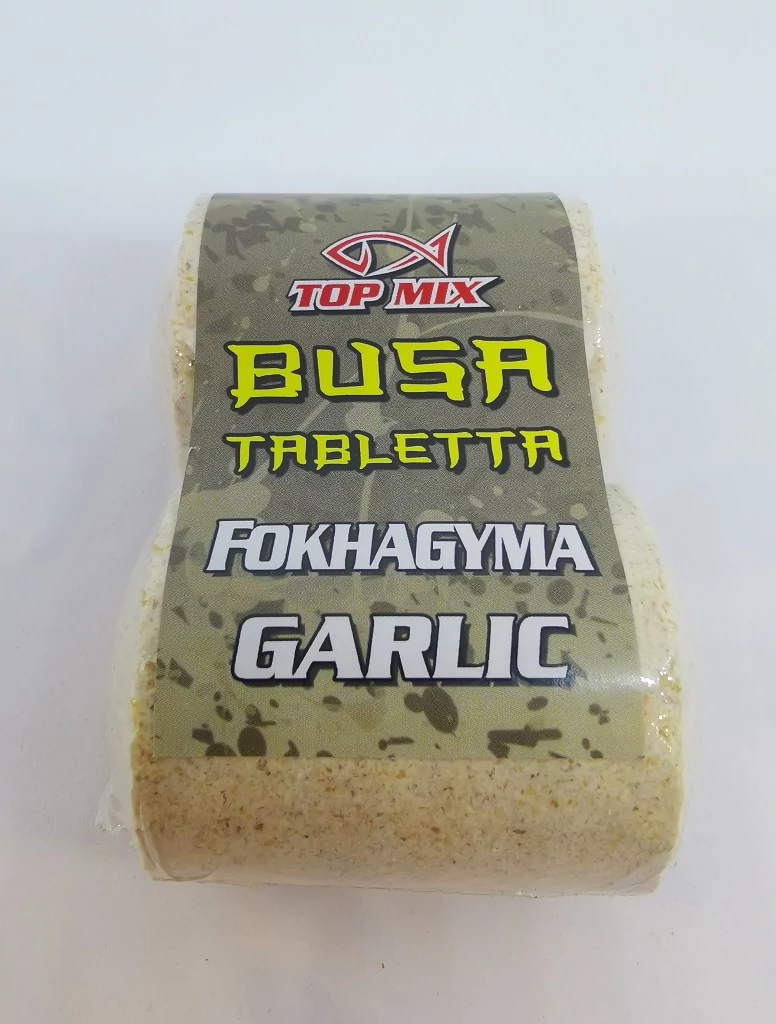 TOP MIX
BUSA
TABLETTA
FOKHAGYMA
GARLIC